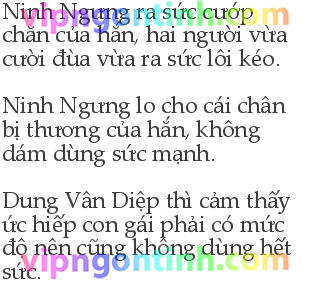 Ninh Ngưng ra sức cướp
chăn của hắn, hai người vừa
cười đùa vừa ra sức lôi kéo.
Ninh Ngưng lo cho cái chân
bị thương của hắn, không
dám dùng sức mạnh.
Dung Vân Diệp thì cảm thấy
ức hiếp con gái phải có mức
độ nên cũng không dùng hết
sức.
vipngontinh.com
vipngontinh.com